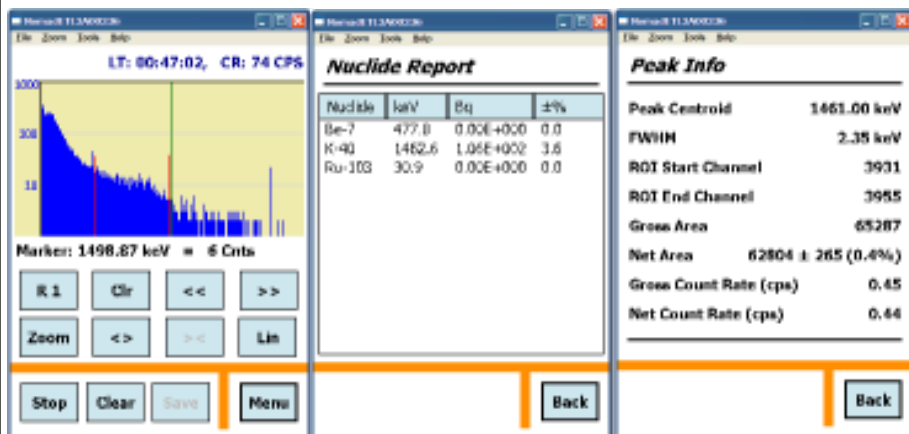 File Zoom Tools Help
LT: 00:47:02, CR: 74 CPS
1000
100
10
Marker: 1498.87 keV = 6 Cnts
R 1 Clr << >>
Zoom <> >< Lin
Stop Clear Save Menu
File Zoom Tools Help
Nuclide Report
Nuclide keV Bq ±%
Be-7 477.8 0.00E+000 0.0
K-40 1462.6 1.06E+002 3.6
Ru-103 30.9 0.00E+000 0.0
Back
File Zoom Tools Help
Peak Info
Peak Centroid 1461.00 keV
FWHM 2.35 keV
ROI Start Channel 3931
ROI End Channel 3955
Gross Area 65287
Net Area 62804 ± 265 (0.4%)
Gross Count Rate (cps) 0.45
Net Count Rate (cps) 0.44
Back